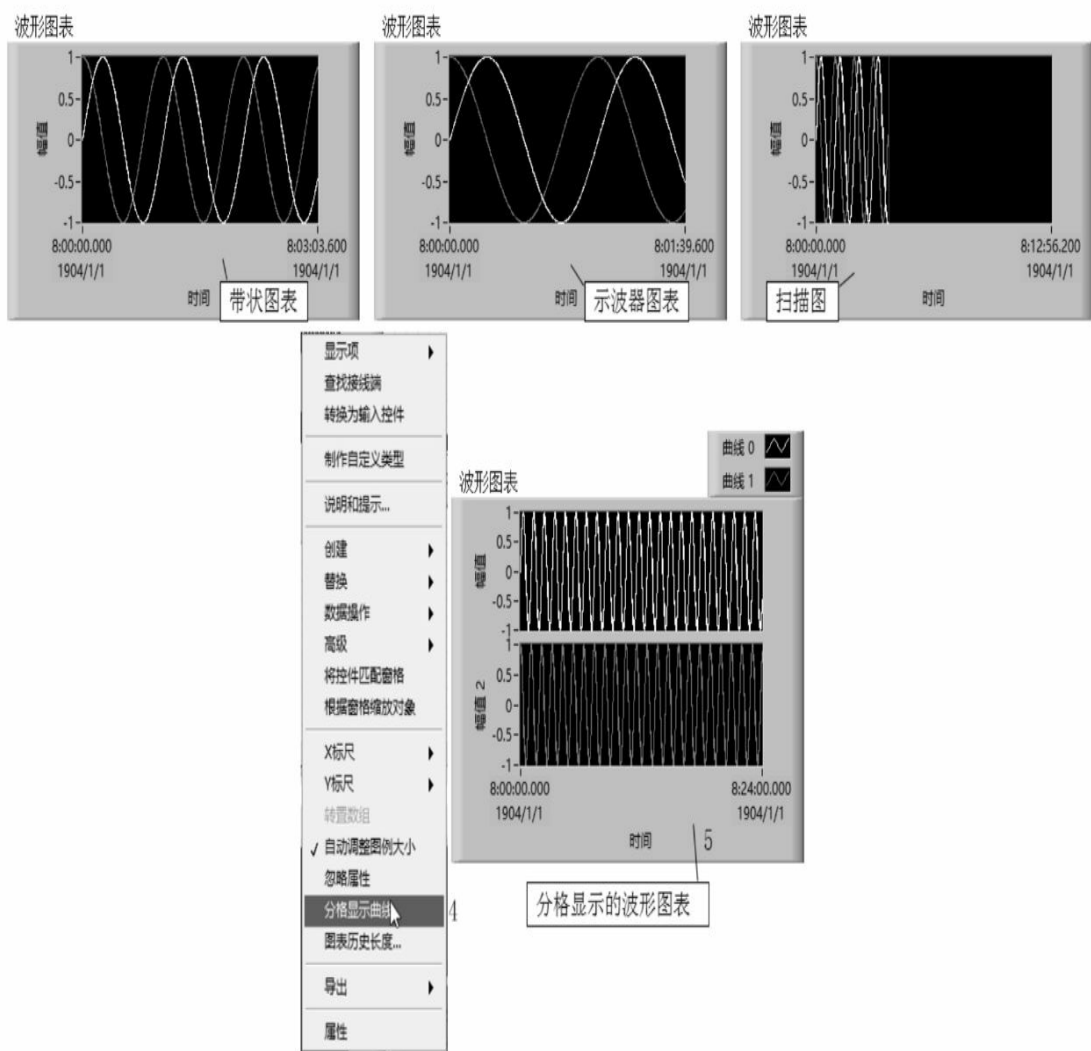 波形图表
1
0.5
0
-0.5
-1
幅值
8:00:00.000
1904/1/1
8:03:03.600
1904/1/1
时间
带状图表
波形图表
1
0.5
0
-0.5
-1
幅值
8:00:00.000
1904/1/1
8:01:39.600
1904/1/1
时间
示波器图表
波形图表
1
0.5
0
-0.5
-1
幅值
8:00:00.000
1904/1/1
8:12:56.200
1904/1/1
时间
扫描图
显示项
查找接线端
转换为输入控件
制作自定义类型
说明和提示...
创建
替换
数据操作
高级
将控件匹配窗格
根据窗格缩放对象
X标尺
Y标尺
转置数组
✓ 自动调整图例大小
忽略属性
分格显示曲线
4
图表历史长度...
导出
属性
曲线 0
曲线 1
波形图表
1
0.5
0
-0.5
-1
幅值
1
0.5
0
-0.5
-1
幅值 2
8:00:00.000
1904/1/1
8:24:00.000
1904/1/1
时间
5
分格显示的波形图表